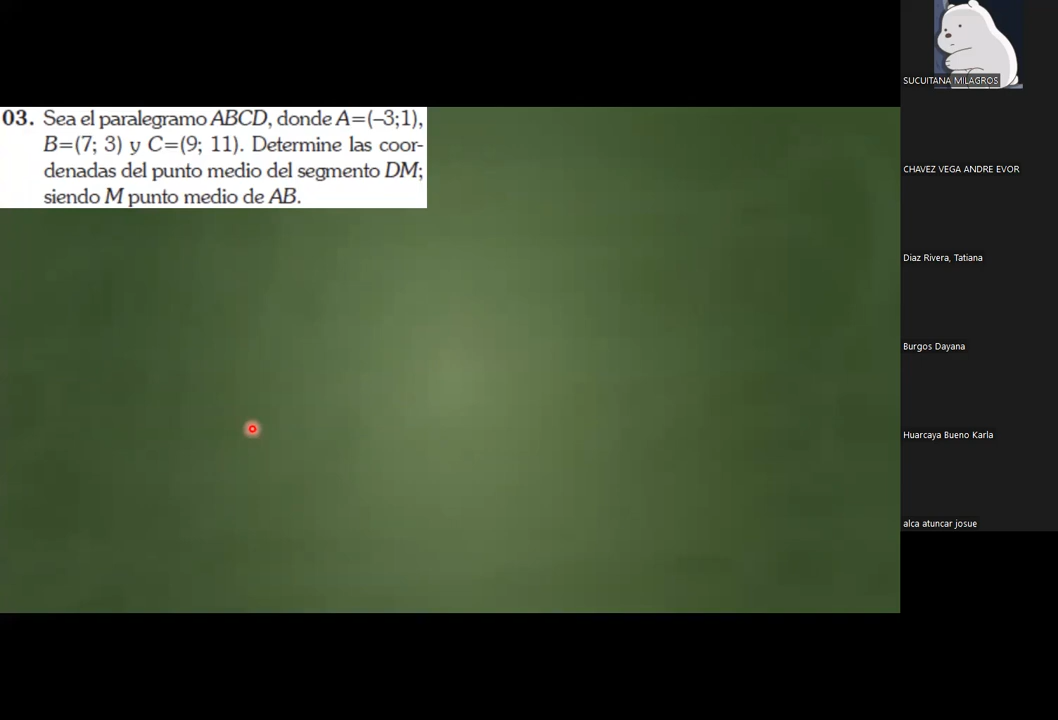 03. Sea el paralegramo ABCD, donde A=(–3;1),
B=(7; 3) y C=(9; 11). Determine las coor-
denadas del punto medio del segmento DM;
siendo M punto medio de AB.
SUCUITANA MILAGROS
CHAVEZ VEGA ANDRE EVOR
Diaz Rivera, Tatiana
Burgos Dayana
Huarcaya Bueno Karla
alca atuncar josue